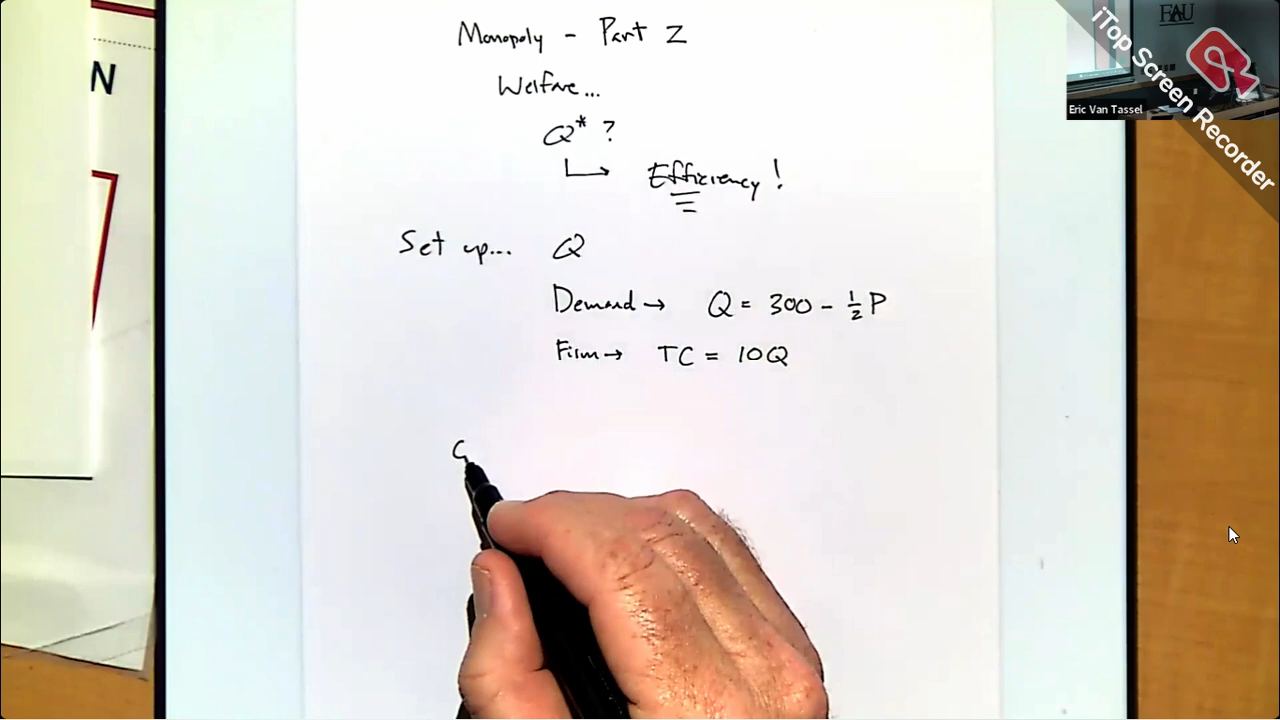 Monopoly - Part 2
Welfare...
Q* ?
↳ Efficiency!
Set up... Q
Demand → Q = 300 - ½P
Firm → TC = 10Q
N
FAU
Eric Van Tassel
iTop Screen Recorder